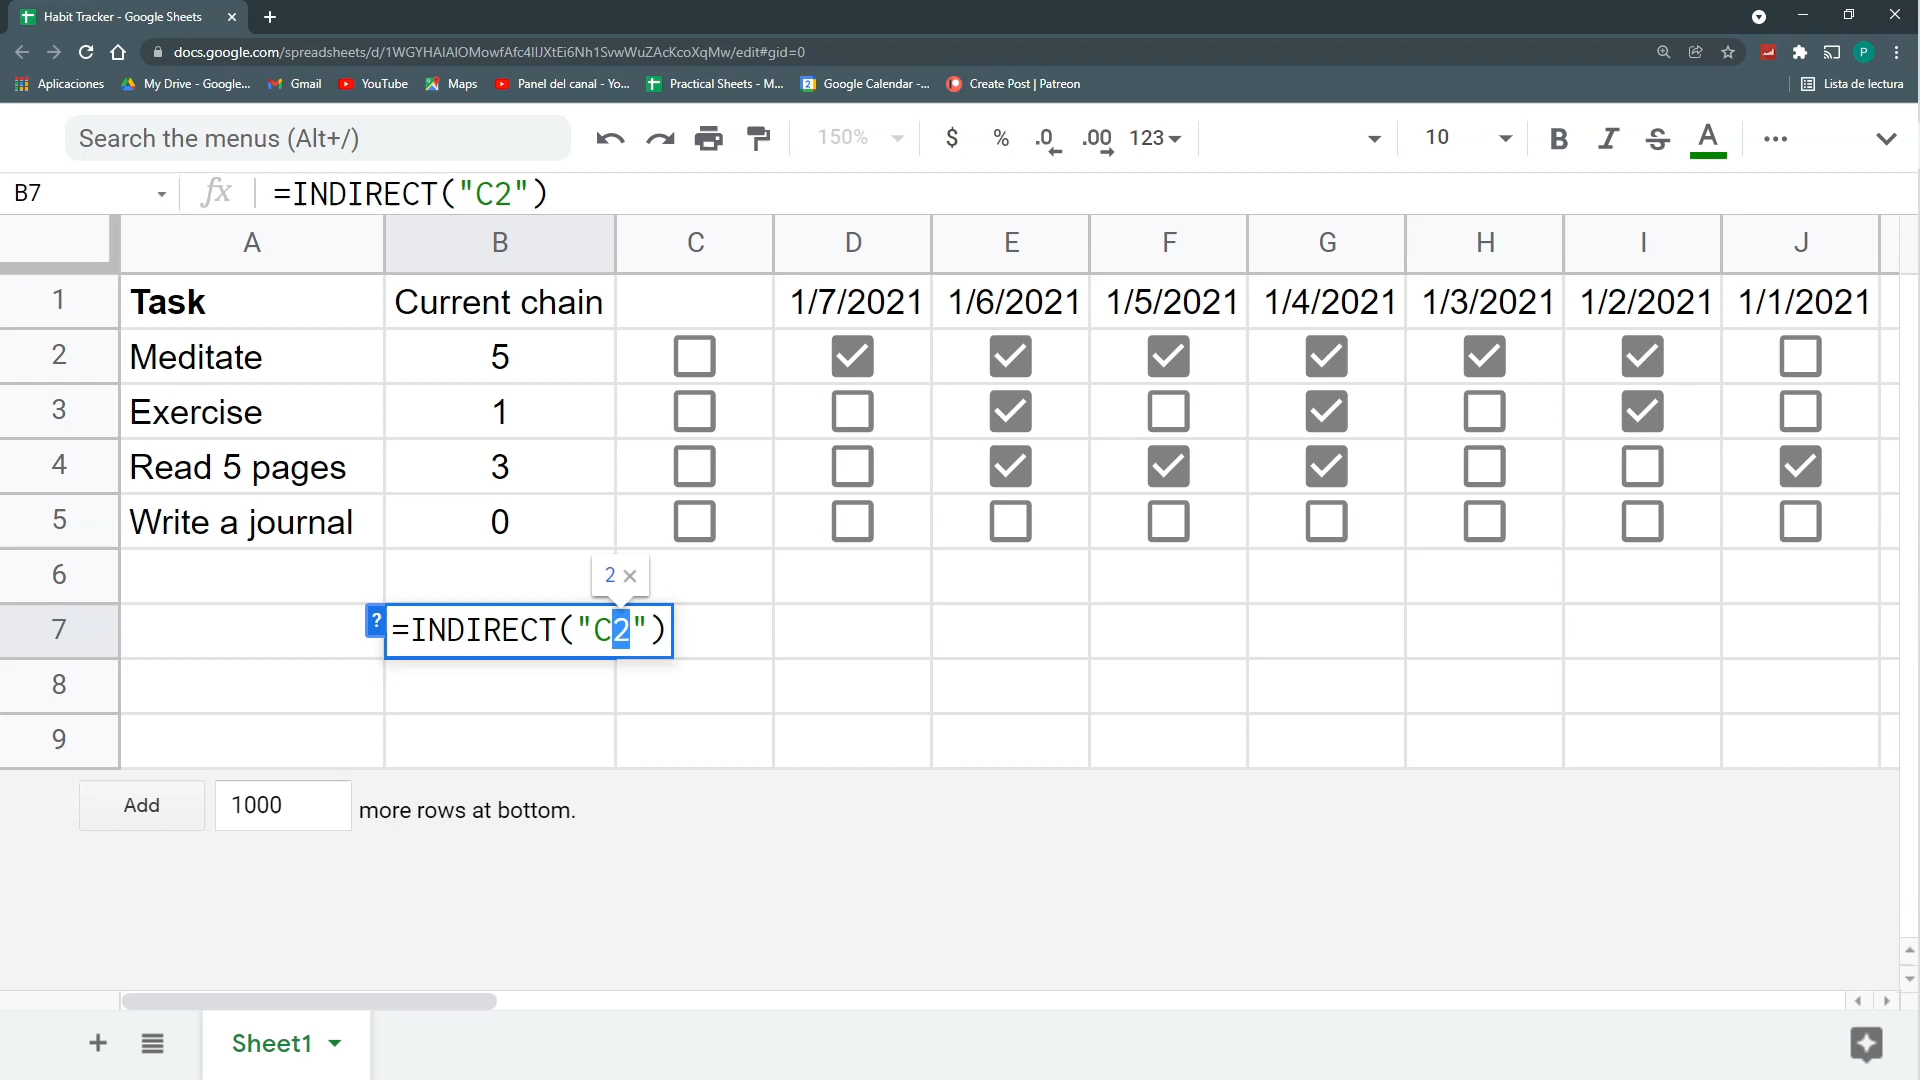 Habit Tracker - Google Sheets
docs.google.com/spreadsheets/d/1WGYHAIAIOMowfAfc4IIJXtEi6Nh1SvwWuZAcKcoXqMw/edit#gid=0
P
Aplicaciones My Drive - Google... Gmail YouTube Maps Panel del canal - Yo... Practical Sheets - M... Google Calendar -... Create Post | Patreon Lista de lectura
Search the menus (Alt+/) 150% $ % .0 .00 123 10 B I S A
B7 fx =INDIRECT("C2")
A B C D E F G H I J
1 Task Current chain 1/7/2021 1/6/2021 1/5/2021 1/4/2021 1/3/2021 1/2/2021 1/1/2021
2 Meditate 5
3 Exercise 1
4 Read 5 pages 3
5 Write a journal 0
6 2 ×
7 ? =INDIRECT("C2")
8
9
Add 1000 more rows at bottom.
Sheet1